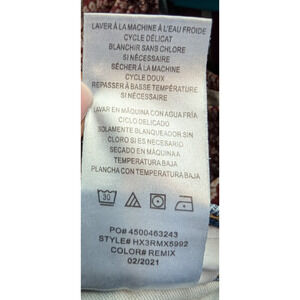 LAVER À LA MACHINE À L'EAU FROIDE
CYCLE DÉLICAT
BLANCHIR SANS CHLORE
SI NÉCESSAIRE
SÉCHER À LA MACHINE
CYCLE DOUX
REPASSER À BASSE TEMPÉRATURE
SI NÉCESSAIRE
LAVAR EN MÁQUINA CON AGUA FRÍA
CICLO DELICADO
SOLAMENTE BLANQUEADOR SIN
CLORO SI ES NECESARIO
SECADO EN MÁQUINA A
TEMPERATURA BAJA
PLANCHA CON TEMPERATURA BAJA
30
PO# 4500463243
STYLE# HX3RMX5992
COLOR# REMIX
02/2021